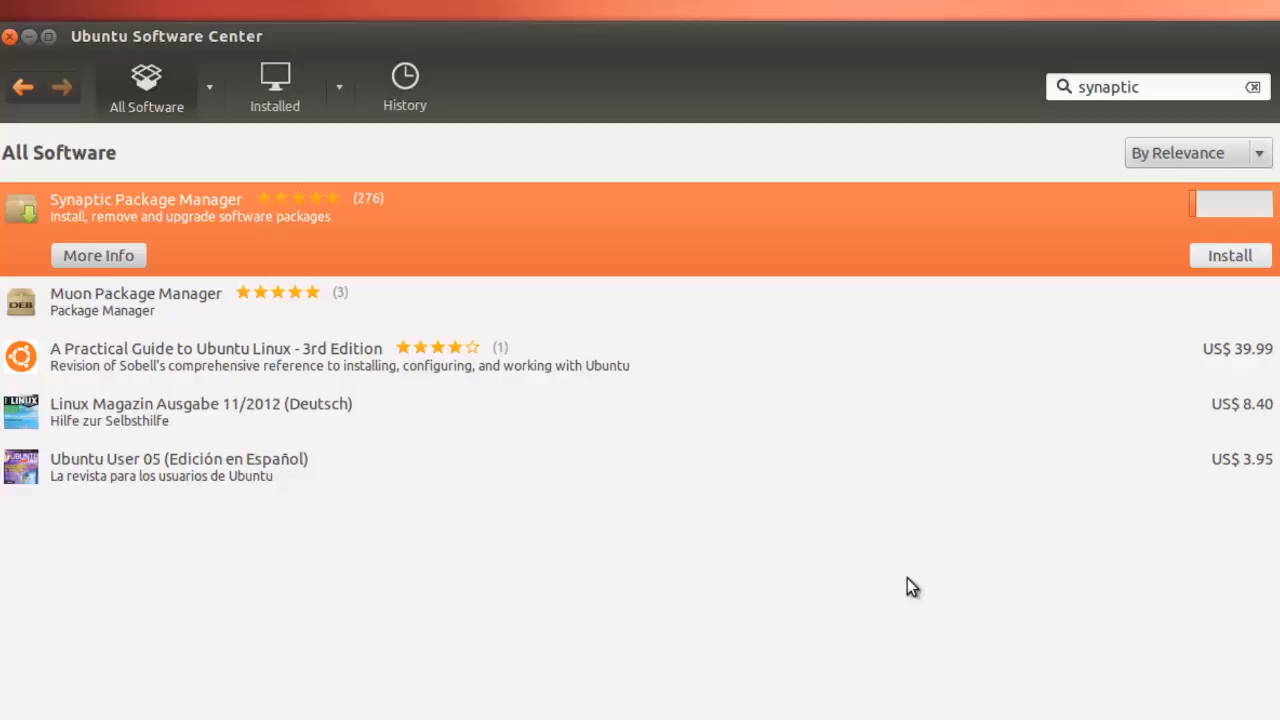 Ubuntu Software Center
All Software
Installed
History
synaptic
All Software
By Relevance
Synaptic Package Manager (276)
Install, remove and upgrade software packages
More Info
Install
Muon Package Manager (3)
DEB
Package Manager
A Practical Guide to Ubuntu Linux - 3rd Edition (1) US$ 39.99
Revision of Sobell's comprehensive reference to installing, configuring, and working with Ubuntu
LINUX
Linux Magazin Ausgabe 11/2012 (Deutsch) US$ 8.40
Hilfe zur Selbsthilfe
UBUNTU
Ubuntu User 05 (Edición en Español) US$ 3.95
La revista para los usuarios de Ubuntu